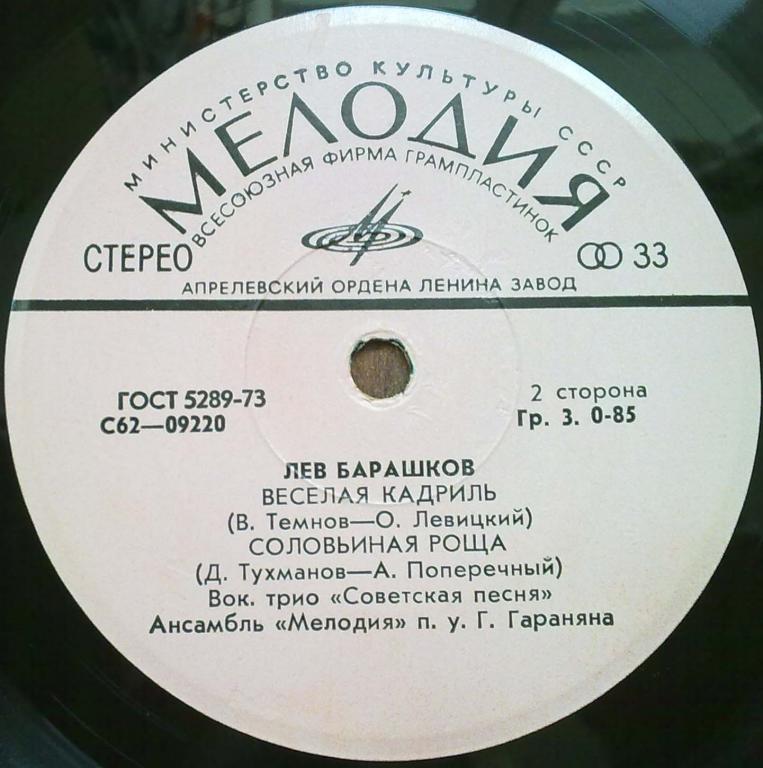 МИНИСТЕРСТВО КУЛЬТУРЫ СССР
МЕЛОДИЯ
ВСЕСОЮЗНАЯ ФИРМА ГРАМПЛАСТИНОК
СТЕРЕО
33
АПРЕЛЕВСКИЙ ОРДЕНА ЛЕНИНА ЗАВОД
ГОСТ 5289-73
С62—09220
2 сторона
Гр. 3. 0-85
ЛЕВ БАРАШКОВ
ВЕСЕЛАЯ КАДРИЛЬ
(В. Темнов—О. Левицкий)
СОЛОВЬИНАЯ РОЩА
(Д. Тухманов—А. Поперечный)
Вок. трио «Советская песня»
Ансамбль «Мелодия» п. у. Г. Гараняна